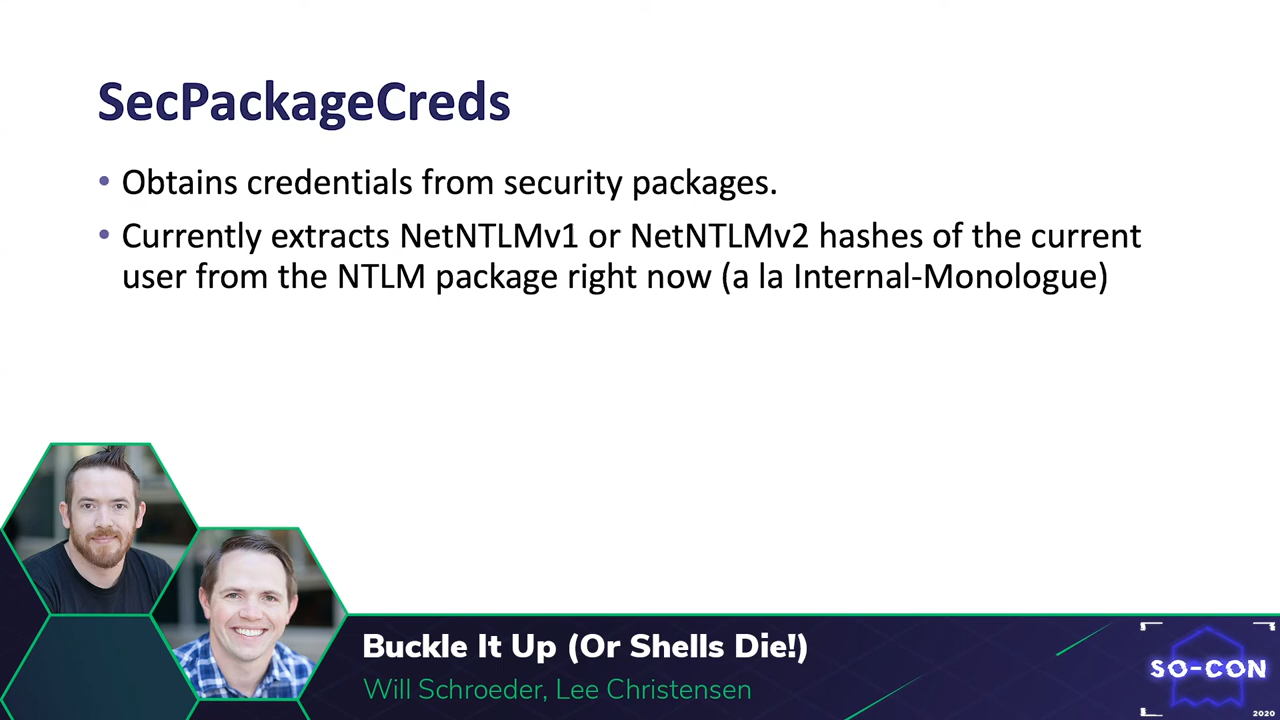 SecPackageCreds
• Obtains credentials from security packages.
• Currently extracts NetNTLMv1 or NetNTLMv2 hashes of the current
user from the NTLM package right now (a la Internal-Monologue)
Buckle It Up (Or Shells Die!)
Will Schroeder, Lee Christensen
SO-CON
2020